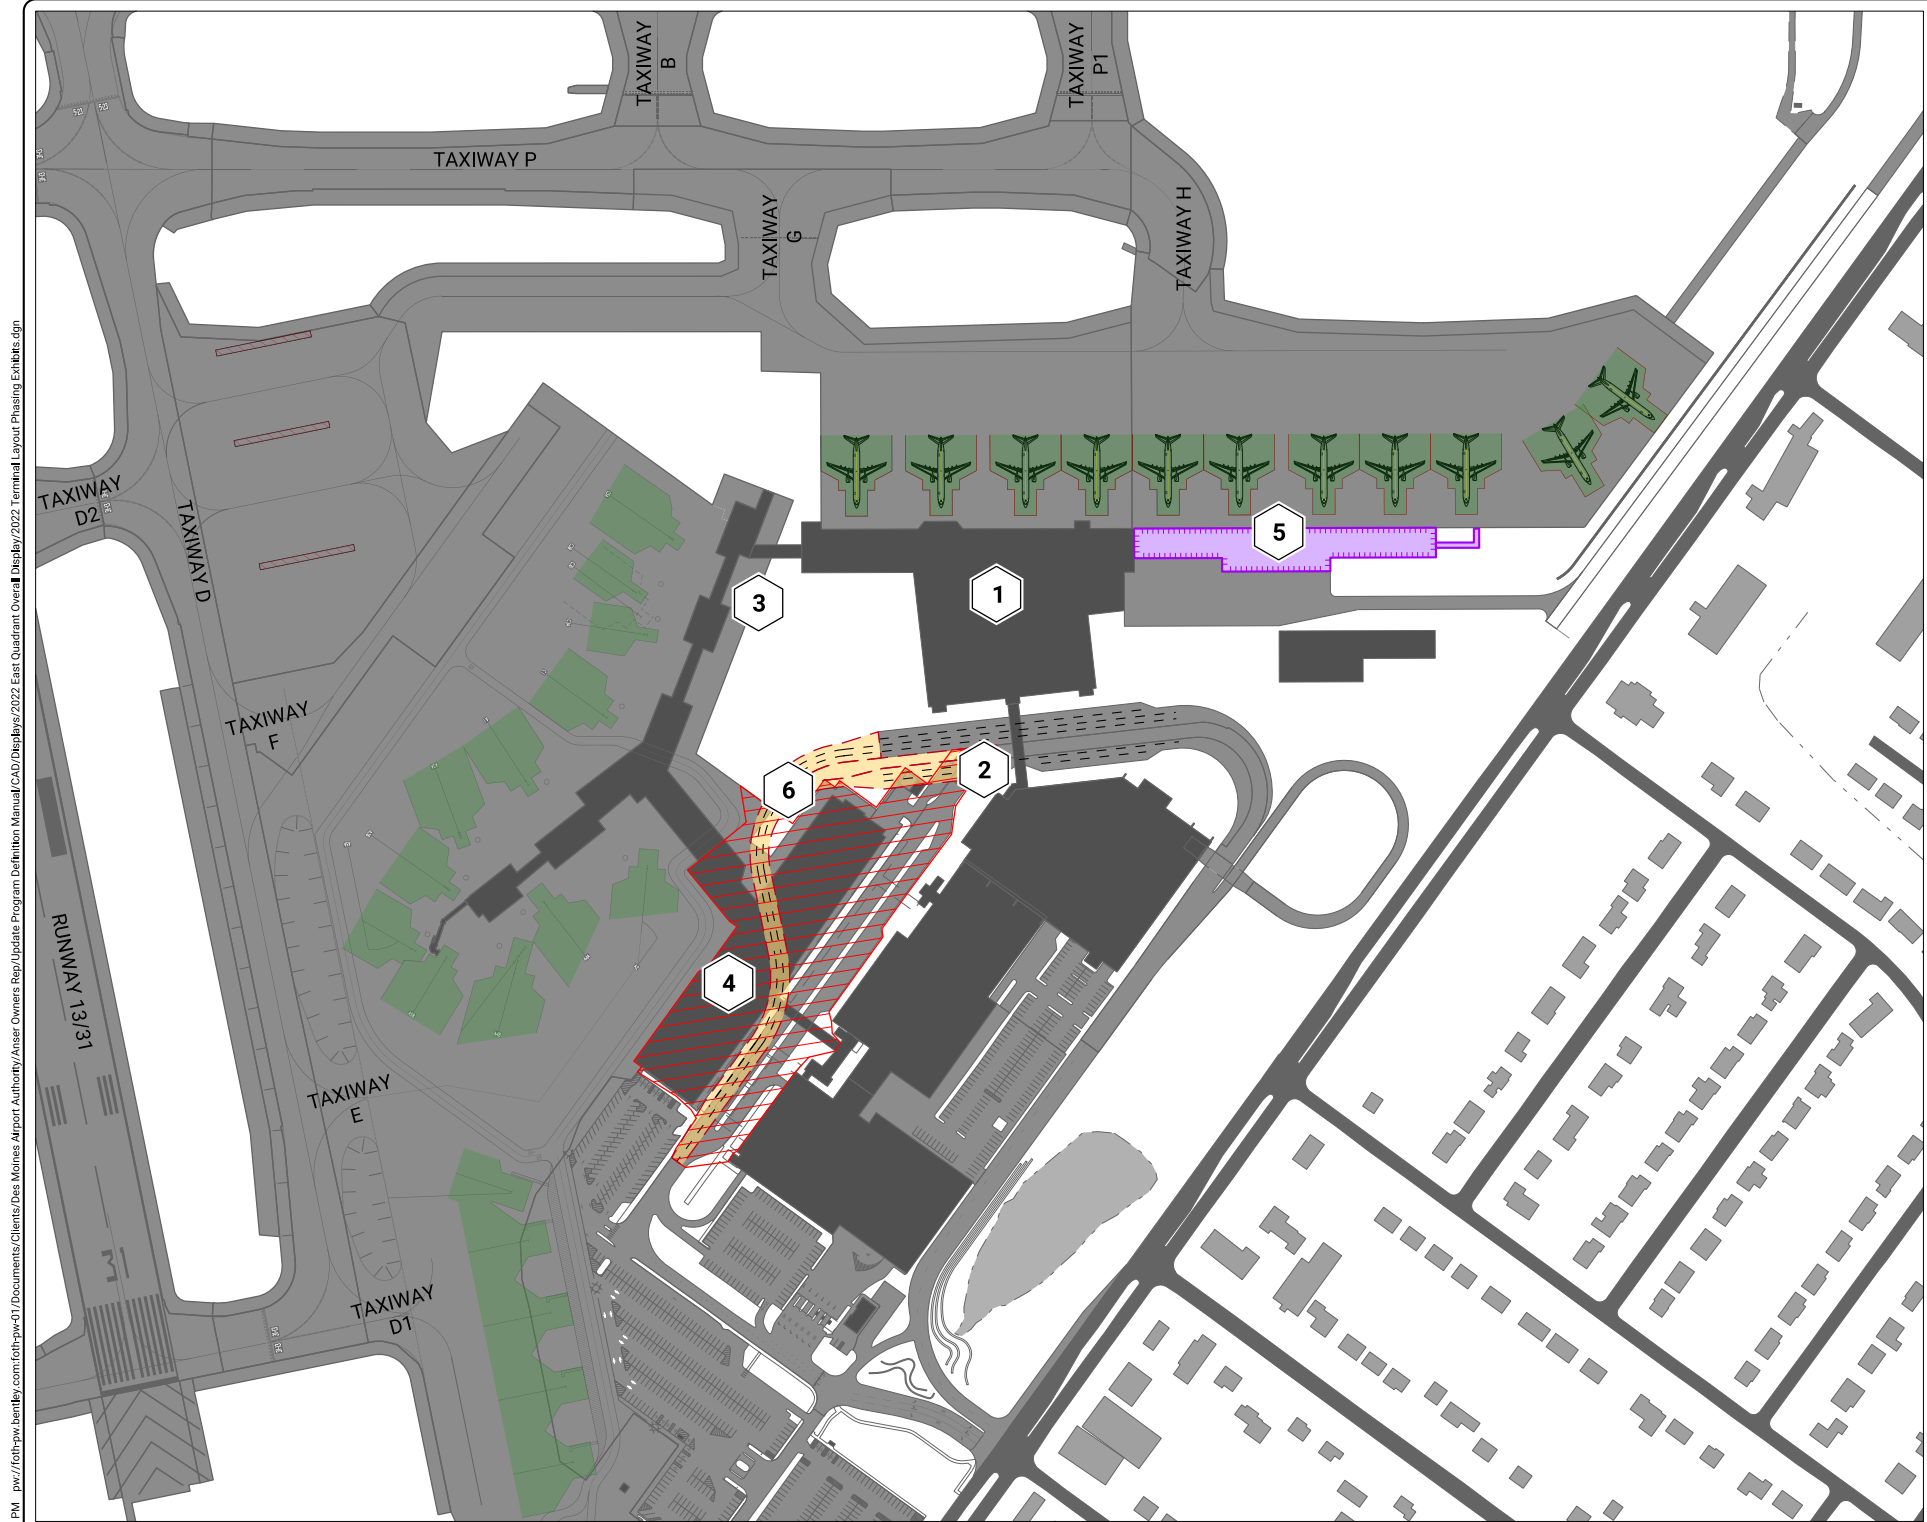 TAXIWAY
B
TAXIWAY
P1
TAXIWAY P
TAXIWAY
G
TAXIWAY H
TAXIWAY
D2
TAXIWAY D
5
1
3
TAXIWAY
F
2
6
4
RUNWAY 13/31
TAXIWAY
E
13
TAXIWAY
D1
PM pw://foth-pw.bentley.com:foth-pw-01/Documents/Clients/Des Moines Airport Authority/Anser Owners Rep/Update Program Definition Manual/CAD/Displays/2022 East Quadrant Overall Display/2022 Terminal Layout Phasing Exhibits.dgn